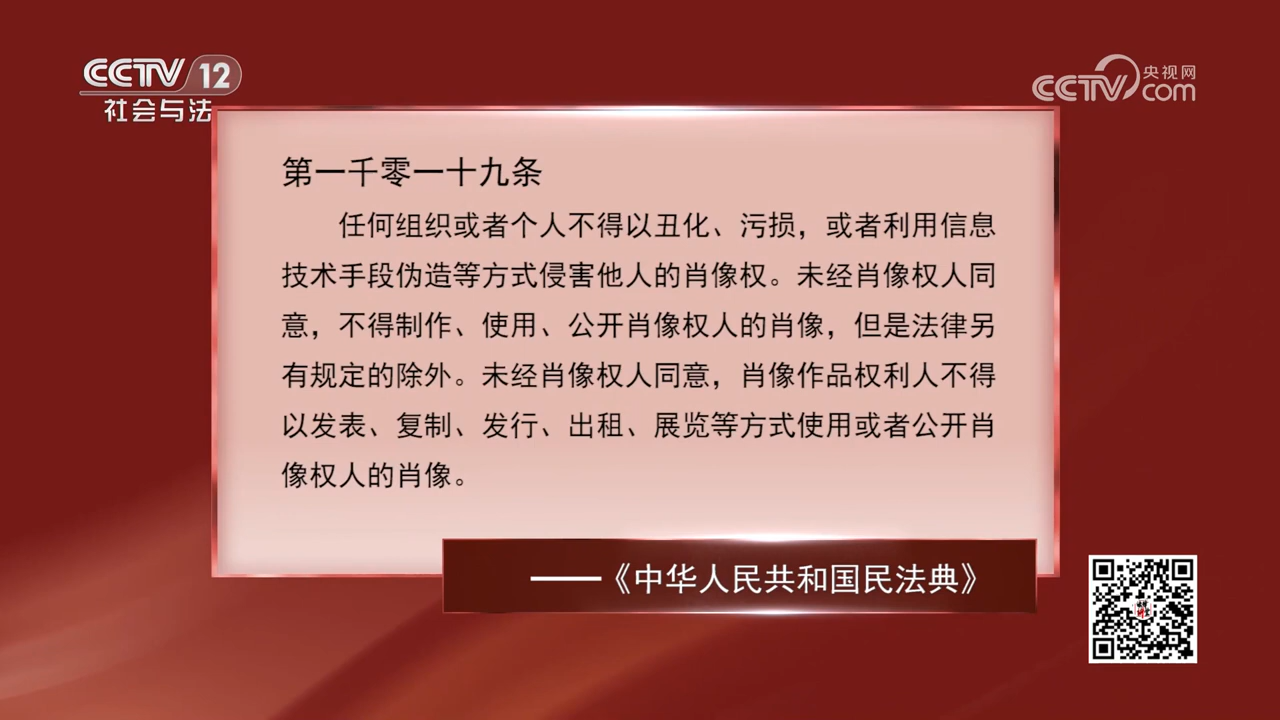 CCTV 12
社会与法
央视网
CCTV.com
第一千零一十九条
任何组织或者个人不得以丑化、污损，或者利用信息
技术手段伪造等方式侵害他人的肖像权。未经肖像权人同
意，不得制作、使用、公开肖像权人的肖像，但是法律另
有规定的除外。未经肖像权人同意，肖像作品权利人不得
以发表、复制、发行、出租、展览等方式使用或者公开肖
像权人的肖像。
——《中华人民共和国民法典》